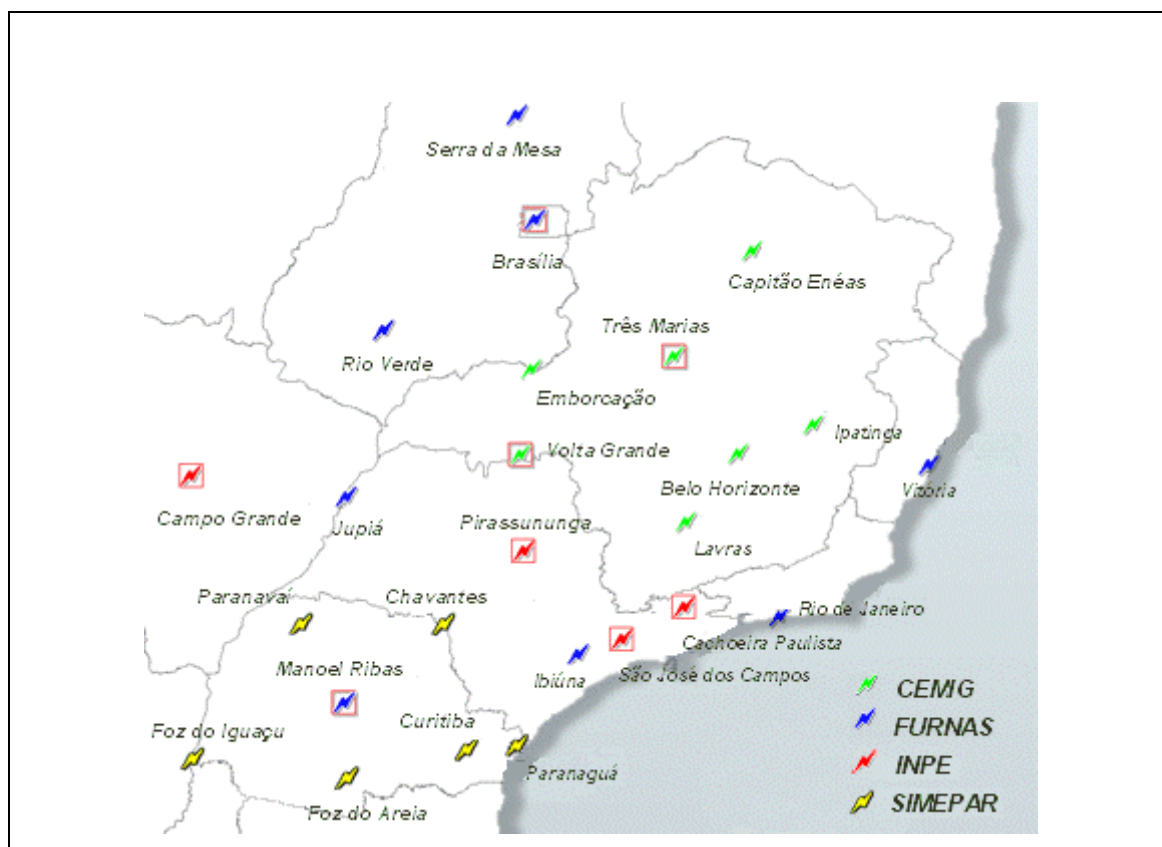 Serra da Mesa
Brasília
Capitão Enéas
Três Marias
Rio Verde
Emborcação
Ipatinga
Volta Grande
Belo Horizonte
Vitória
Campo Grande
Jupiá
Pirassununga
Lavras
Paranavaí
Chavantes
Rio de Janeiro
Cachoeira Paulista
Manoel Ribas
Ibiúna
São José dos Campos
CEMIG
Foz do Iguaçu
Curitiba
FURNAS
Paranaguá
INPE
Foz do Areia
SIMEPAR